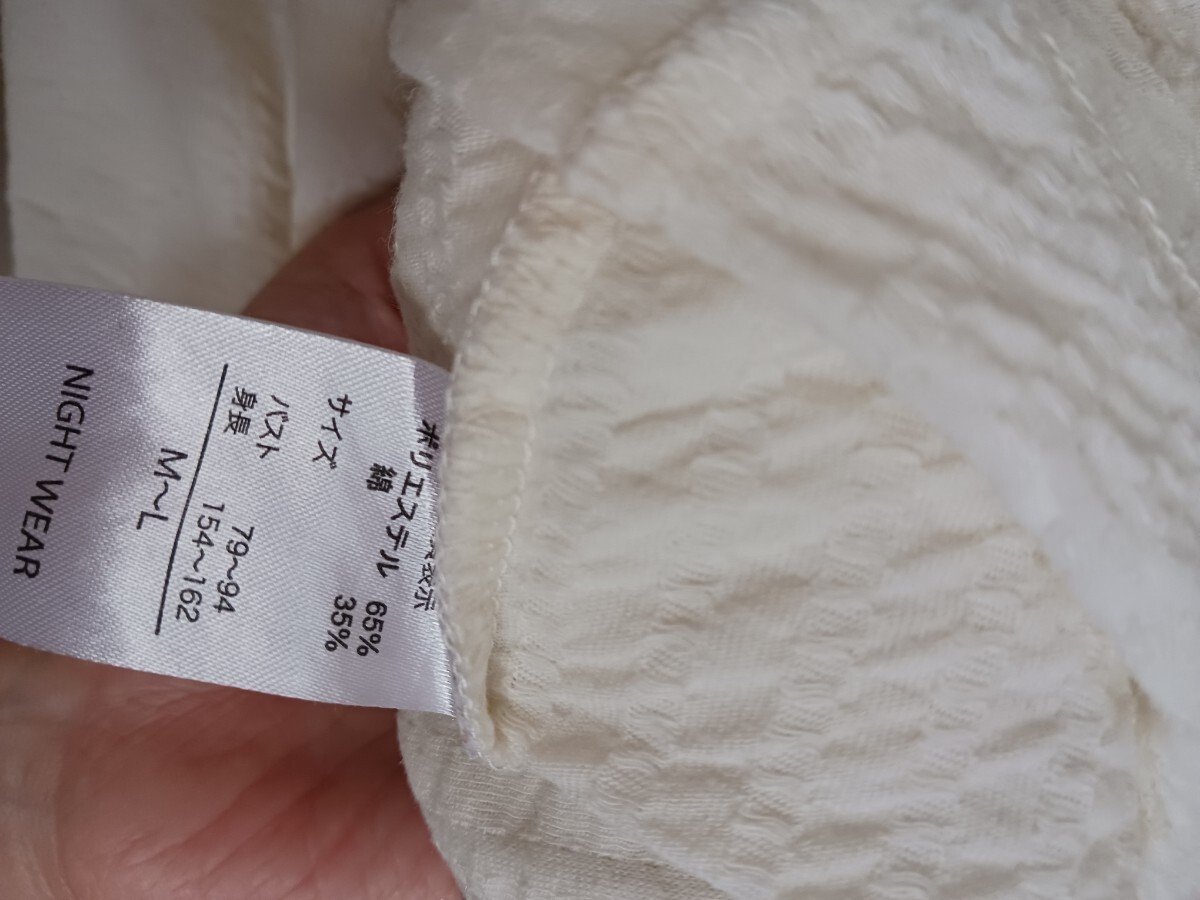 ポリエステル 65%
綿 35%
サイズ
バスト 79~94
身長 154~162
M~L
NIGHT WEAR